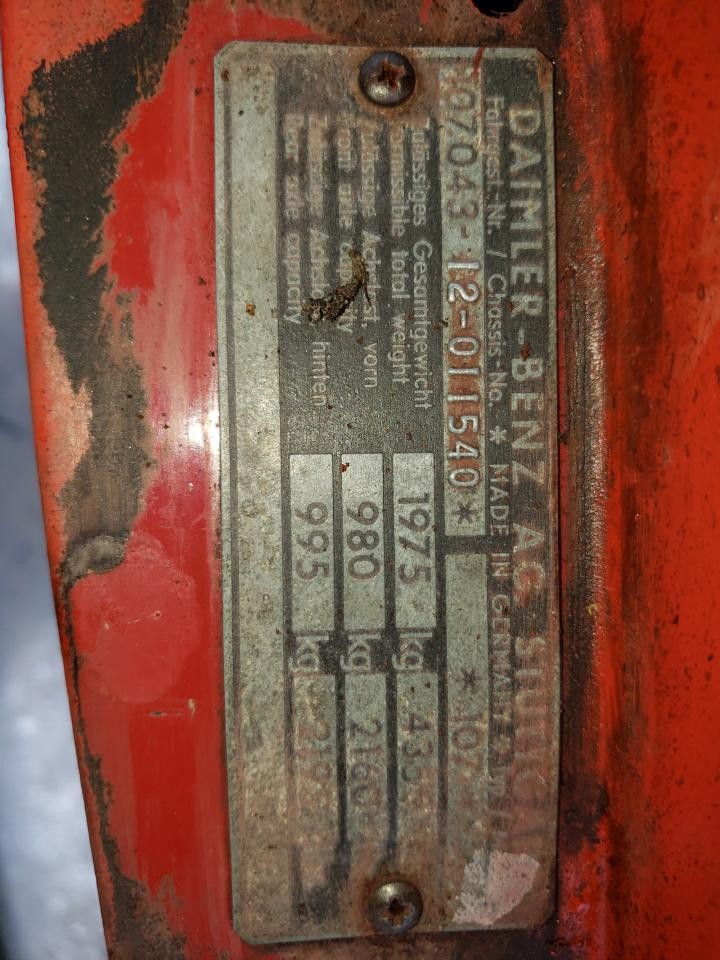 DAIMLER-BENZ AG
Fahrgest.-Nr. / Chassis-No. * MADE IN GERMANY
107043-12-011540 * * 107
Zulässiges Gesamtgewicht
Permissible total weight 1975 kg
Zulässige Achslast, vorn
Front axle capacity 980 kg 2160
Zulässige Achslast, hinten
Rear axle capacity 995 kg